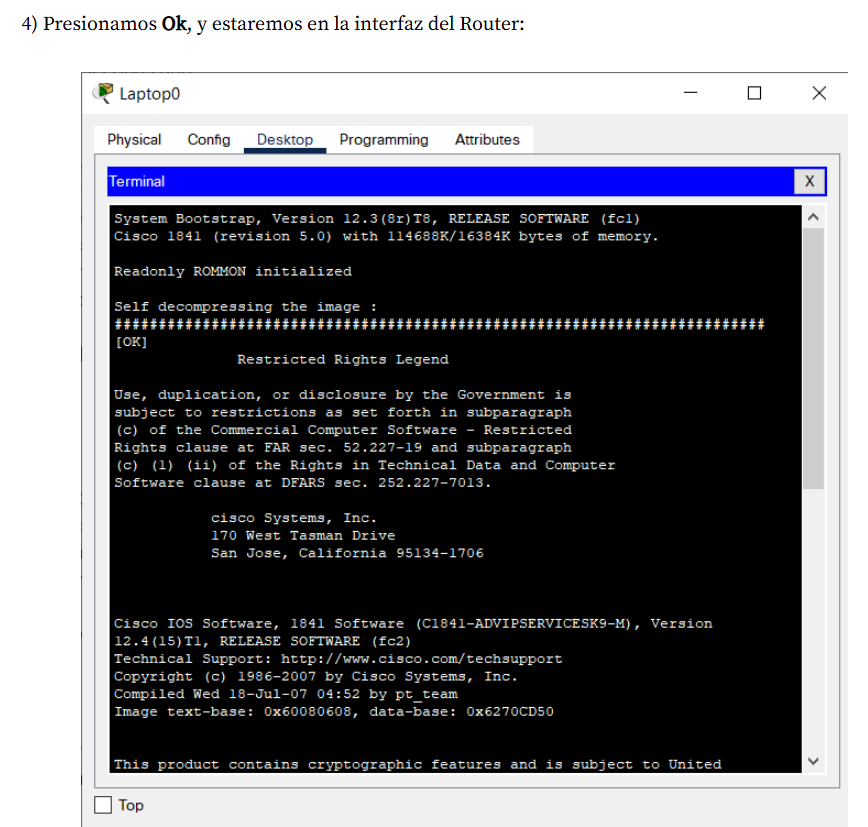 4) Presionamos Ok, y estaremos en la interfaz del Router:
Laptop0
Physical Config Desktop Programming Attributes
Terminal X
System Bootstrap, Version 12.3(8r)T8, RELEASE SOFTWARE (fc1)
Cisco 1841 (revision 5.0) with 114688K/16384K bytes of memory.
Readonly ROMMON initialized
Self decompressing the image :
##########################################################################
[OK]
Restricted Rights Legend
Use, duplication, or disclosure by the Government is
subject to restrictions as set forth in subparagraph
(c) of the Commercial Computer Software - Restricted
Rights clause at FAR sec. 52.227-19 and subparagraph
(c) (1) (ii) of the Rights in Technical Data and Computer
Software clause at DFARS sec. 252.227-7013.
cisco Systems, Inc.
170 West Tasman Drive
San Jose, California 95134-1706
Cisco IOS Software, 1841 Software (C1841-ADVIPSERVICESK9-M), Version
12.4(15)T1, RELEASE SOFTWARE (fc2)
Technical Support: http://www.cisco.com/techsupport
Copyright (c) 1986-2007 by Cisco Systems, Inc.
Compiled Wed 18-Jul-07 04:52 by pt_team
Image text-base: 0x60080608, data-base: 0x6270CD50
This product contains cryptographic features and is subject to United
Top